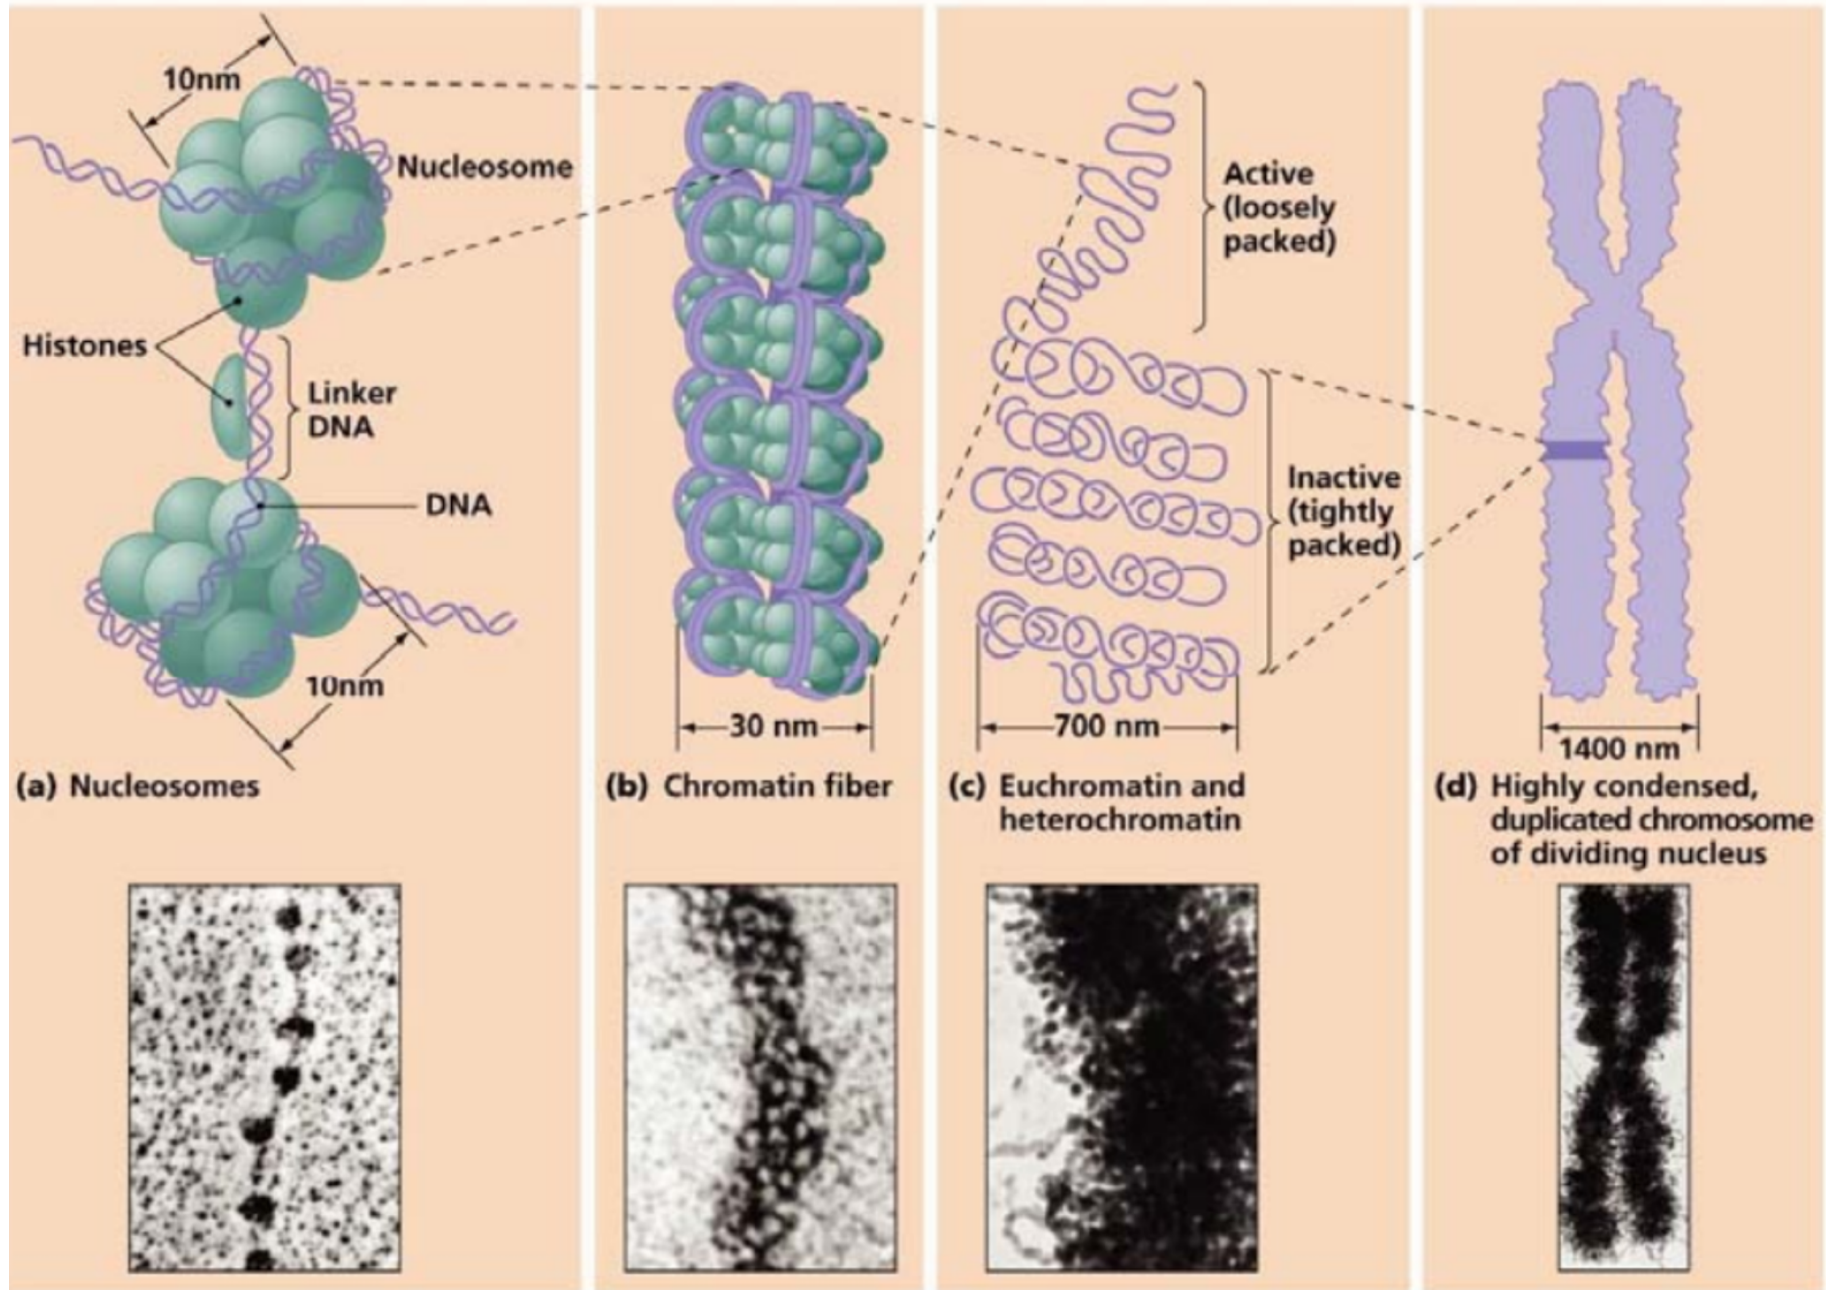 10nm
Nucleosome
Histones
Linker
DNA
DNA
10nm
(a) Nucleosomes
30 nm
(b) Chromatin fiber
Active
(loosely
packed)
Inactive
(tightly
packed)
700 nm
(c) Euchromatin and
heterochromatin
1400 nm
(d) Highly condensed,
duplicated chromosome
of dividing nucleus